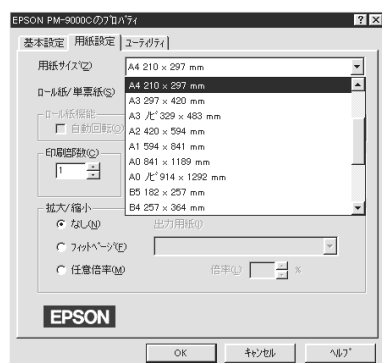 EPSON PM-9000Cのプロパティ
基本設定 用紙設定 ユーティリティ
用紙サイズ(Z) A4 210 x 297 mm
A4 210 x 297 mm
ロール紙/単票紙(S)
A3 297 x 420 mm
ロール紙機能
A3 ノビ 329 x 483 mm
自動回転(O)
A2 420 x 594 mm
A1 594 x 841 mm
印刷部数(C)
A0 841 x 1189 mm
1
A0 ノビ 914 x 1292 mm
B5 182 x 257 mm
B4 257 x 364 mm
拡大/縮小
なし(N) 出力用紙(I)
フィットページ(F)
任意倍率(M) 倍率(L) %
EPSON
OK キャンセル ヘルプ